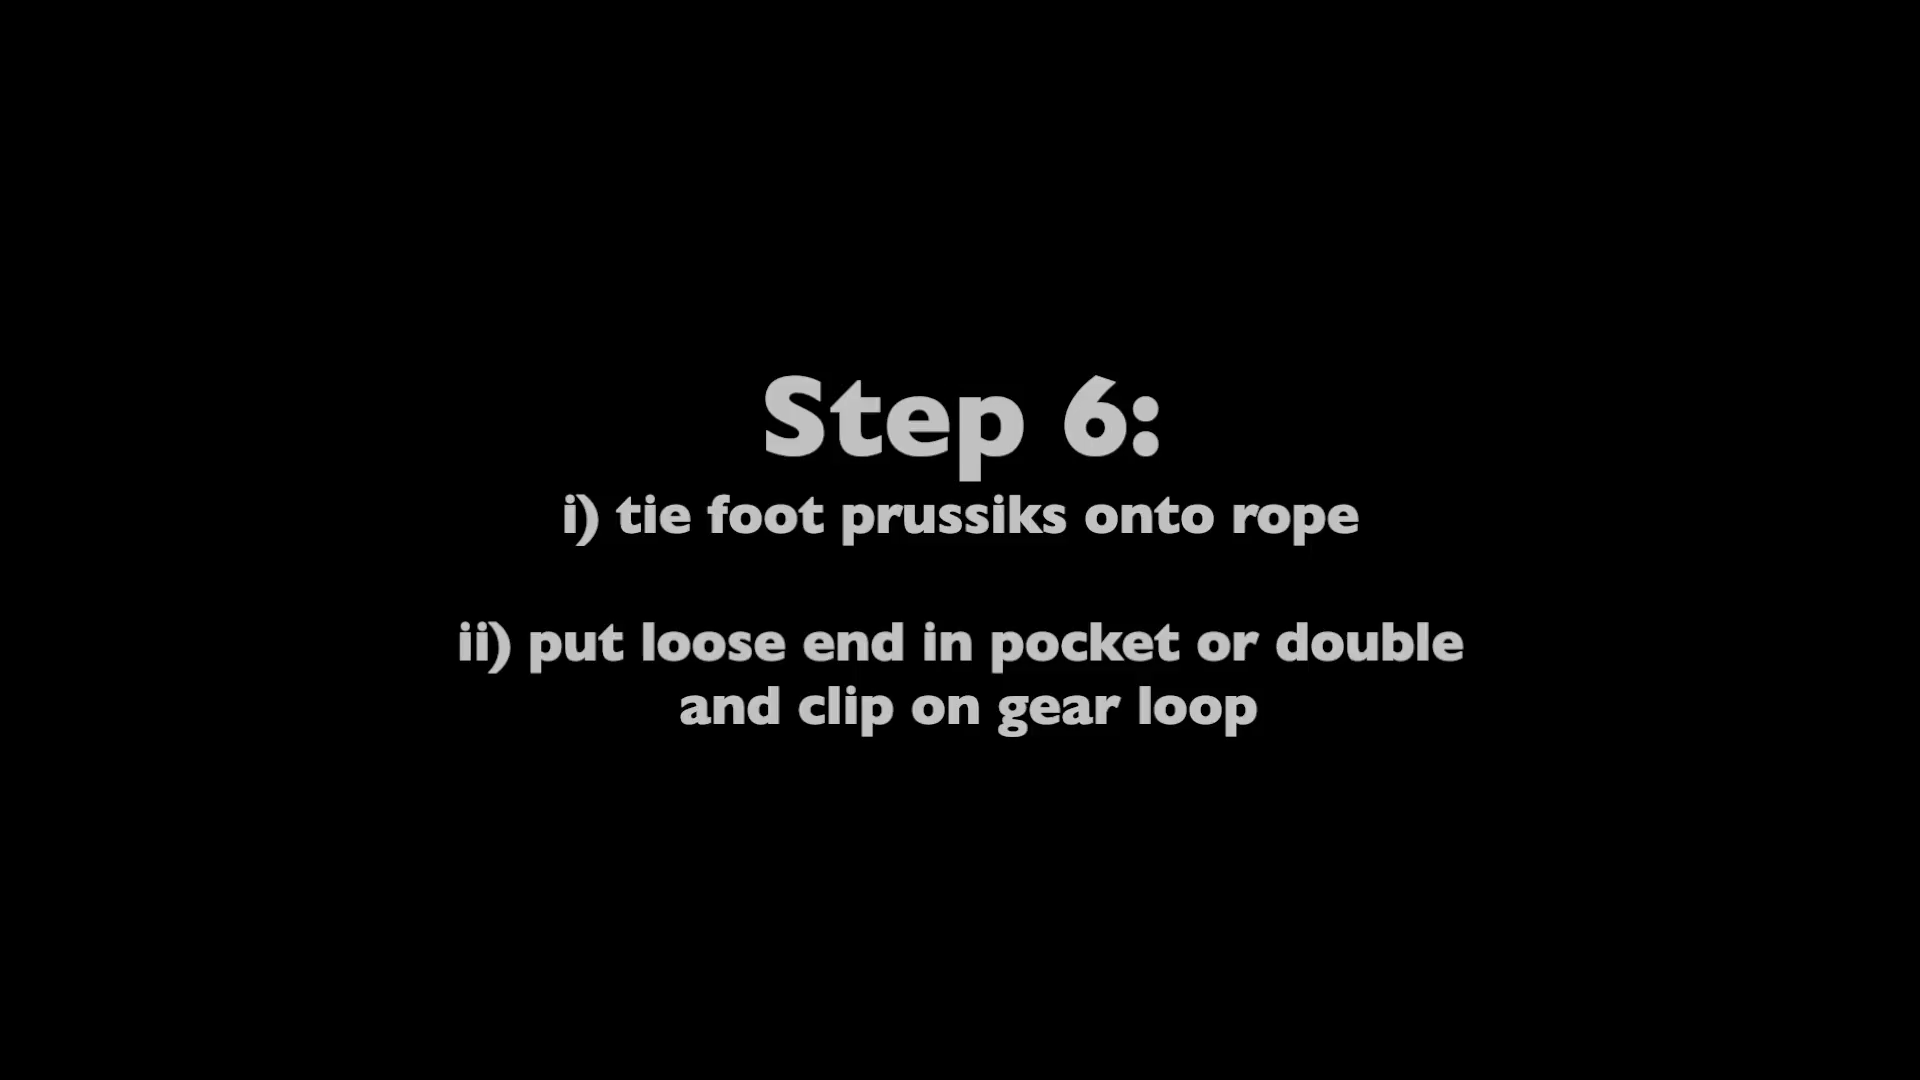 Step 6:
i) tie foot prussiks onto rope
ii) put loose end in pocket or double
and clip on gear loop